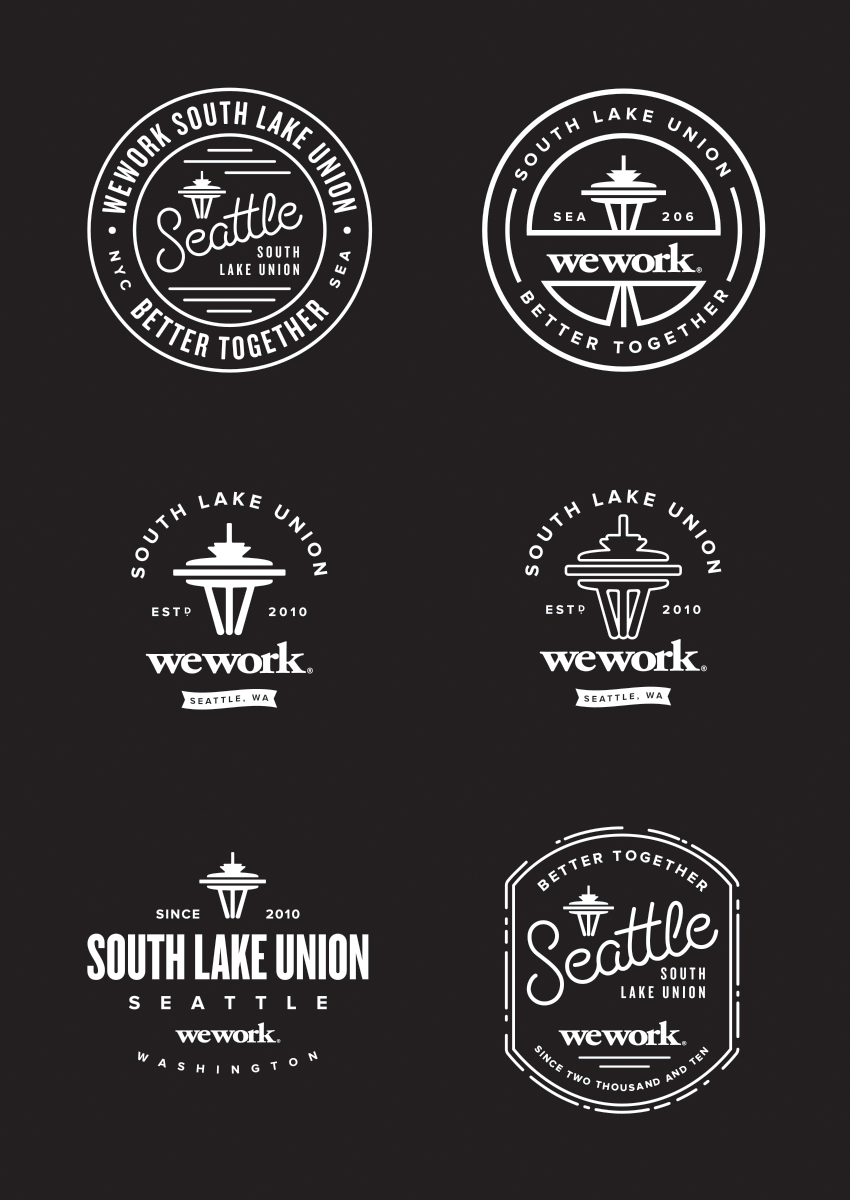 WEWORK SOUTH LAKE UNION
Seattle
SOUTH
LAKE UNION
NYC
SEA
BETTER TOGETHER
SOUTH LAKE UNION
SEA 206
wework®
BETTER TOGETHER
SOUTH LAKE UNION
ESTD 2010
wework®
SEATTLE, WA
SOUTH LAKE UNION
ESTD 2010
wework®
SEATTLE, WA
SINCE 2010
SOUTH LAKE UNION
SEATTLE
wework®
WASHINGTON
BETTER TOGETHER
Seattle
SOUTH
LAKE UNION
wework®
SINCE TWO THOUSAND AND TEN